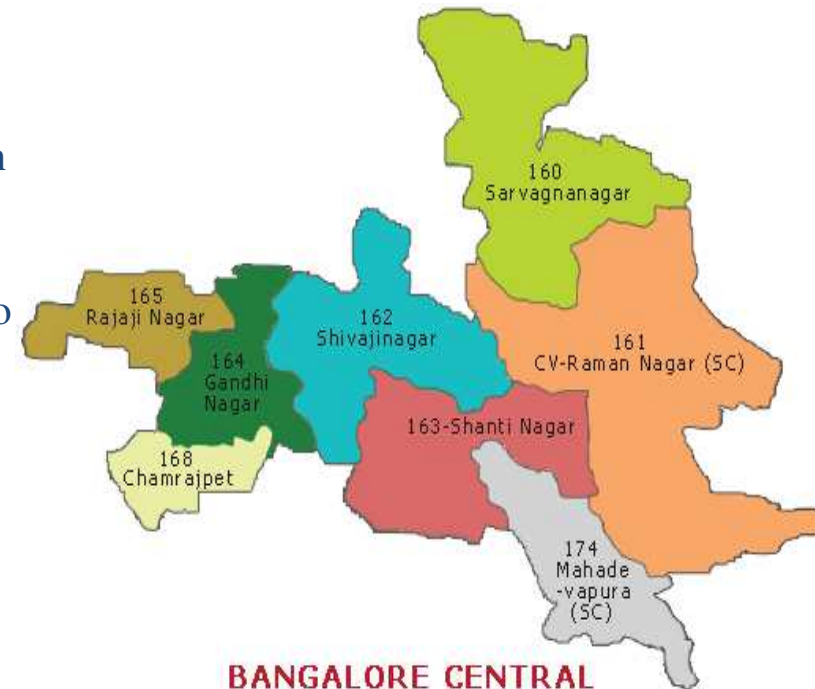 160
Sarvagnanagar
165
Rajaji Nagar
162
Shivajinagar
161
CV-Raman Nagar (SC)
164
Gandhi
Nagar
163-Shanti Nagar
168
Chamrajpet
174
Mahade
-vapura
(SC)
BANGALORE CENTRAL